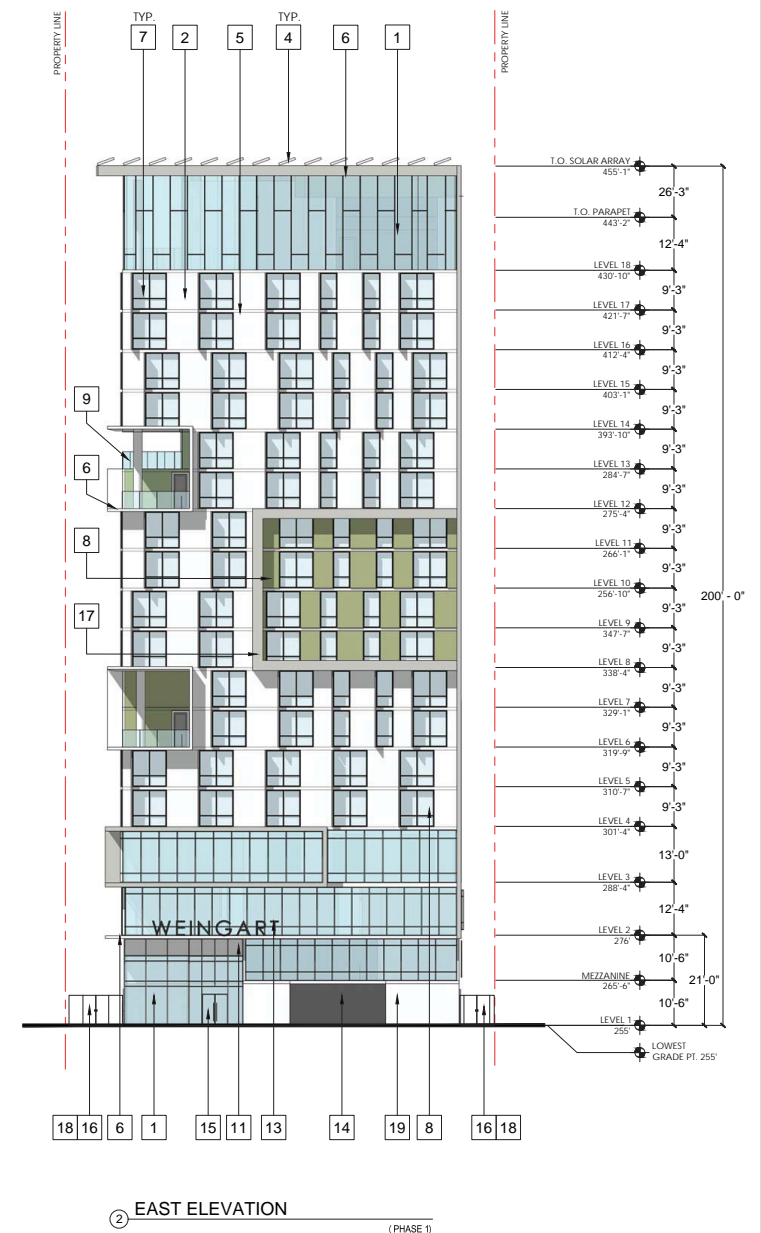 TYP.
TYP.
7
2
5
4
6
1
PROPERTY LINE
PROPERTY LINE
T.O. SOLAR ARRAY
455'-1"
26'-3"
T.O. PARAPET
443'-2"
12'-4"
LEVEL 18
430'-10"
9'-3"
LEVEL 17
421'-7"
9'-3"
LEVEL 16
412'-4"
9'-3"
LEVEL 15
403'-1"
9'-3"
LEVEL 14
393'-10"
9'-3"
LEVEL 13
284'-7"
9'-3"
LEVEL 12
275'-4"
9'-3"
LEVEL 11
266'-1"
9'-3"
LEVEL 10
256'-10"
9'-3"
200' - 0"
LEVEL 9
347'-7"
9'-3"
LEVEL 8
338'-4"
9'-3"
LEVEL 7
329'-1"
9'-3"
LEVEL 6
319'-9"
9'-3"
LEVEL 5
310'-7"
9'-3"
LEVEL 4
301'-4"
13'-0"
LEVEL 3
288'-4"
12'-4"
LEVEL 2
276'
10'-6"
MEZZANINE
265'-6"
21'-0"
10'-6"
LEVEL 1
255'
LOWEST
GRADE PT. 255'
9
6
8
17
WEINGART
18 16 6 1 15 11 13 14 19 8 16 18
2 EAST ELEVATION
( PHASE 1)